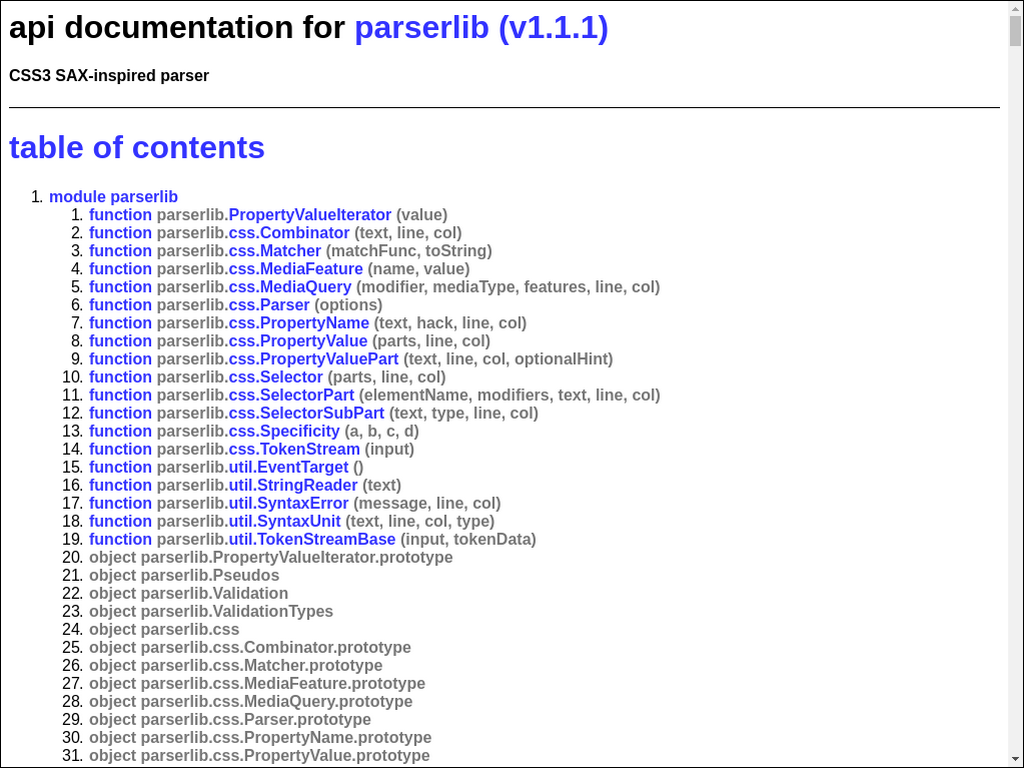 api documentation for parserlib (v1.1.1)
CSS3 SAX-inspired parser
table of contents
1. module parserlib
1. function parserlib.PropertyValueIterator (value)
2. function parserlib.css.Combinator (text, line, col)
3. function parserlib.css.Matcher (matchFunc, toString)
4. function parserlib.css.MediaFeature (name, value)
5. function parserlib.css.MediaQuery (modifier, mediaType, features, line, col)
6. function parserlib.css.Parser (options)
7. function parserlib.css.PropertyName (text, hack, line, col)
8. function parserlib.css.PropertyValue (parts, line, col)
9. function parserlib.css.PropertyValuePart (text, line, col, optionalHint)
10. function parserlib.css.Selector (parts, line, col)
11. function parserlib.css.SelectorPart (elementName, modifiers, text, line, col)
12. function parserlib.css.SelectorSubPart (text, type, line, col)
13. function parserlib.css.Specificity (a, b, c, d)
14. function parserlib.css.TokenStream (input)
15. function parserlib.util.EventTarget ()
16. function parserlib.util.StringReader (text)
17. function parserlib.util.SyntaxError (message, line, col)
18. function parserlib.util.SyntaxUnit (text, line, col, type)
19. function parserlib.util.TokenStreamBase (input, tokenData)
20. object parserlib.PropertyValueIterator.prototype
21. object parserlib.Pseudos
22. object parserlib.Validation
23. object parserlib.ValidationTypes
24. object parserlib.css
25. object parserlib.css.Combinator.prototype
26. object parserlib.css.Matcher.prototype
27. object parserlib.css.MediaFeature.prototype
28. object parserlib.css.MediaQuery.prototype
29. object parserlib.css.Parser.prototype
30. object parserlib.css.PropertyName.prototype
31. object parserlib.css.PropertyValue.prototype